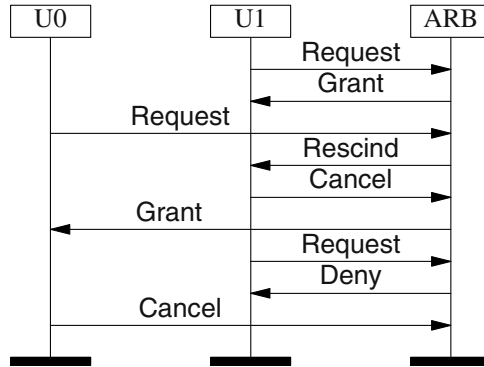 U0 U1 ARB
Request
Grant
Request
Rescind
Cancel
Grant
Request
Deny
Cancel